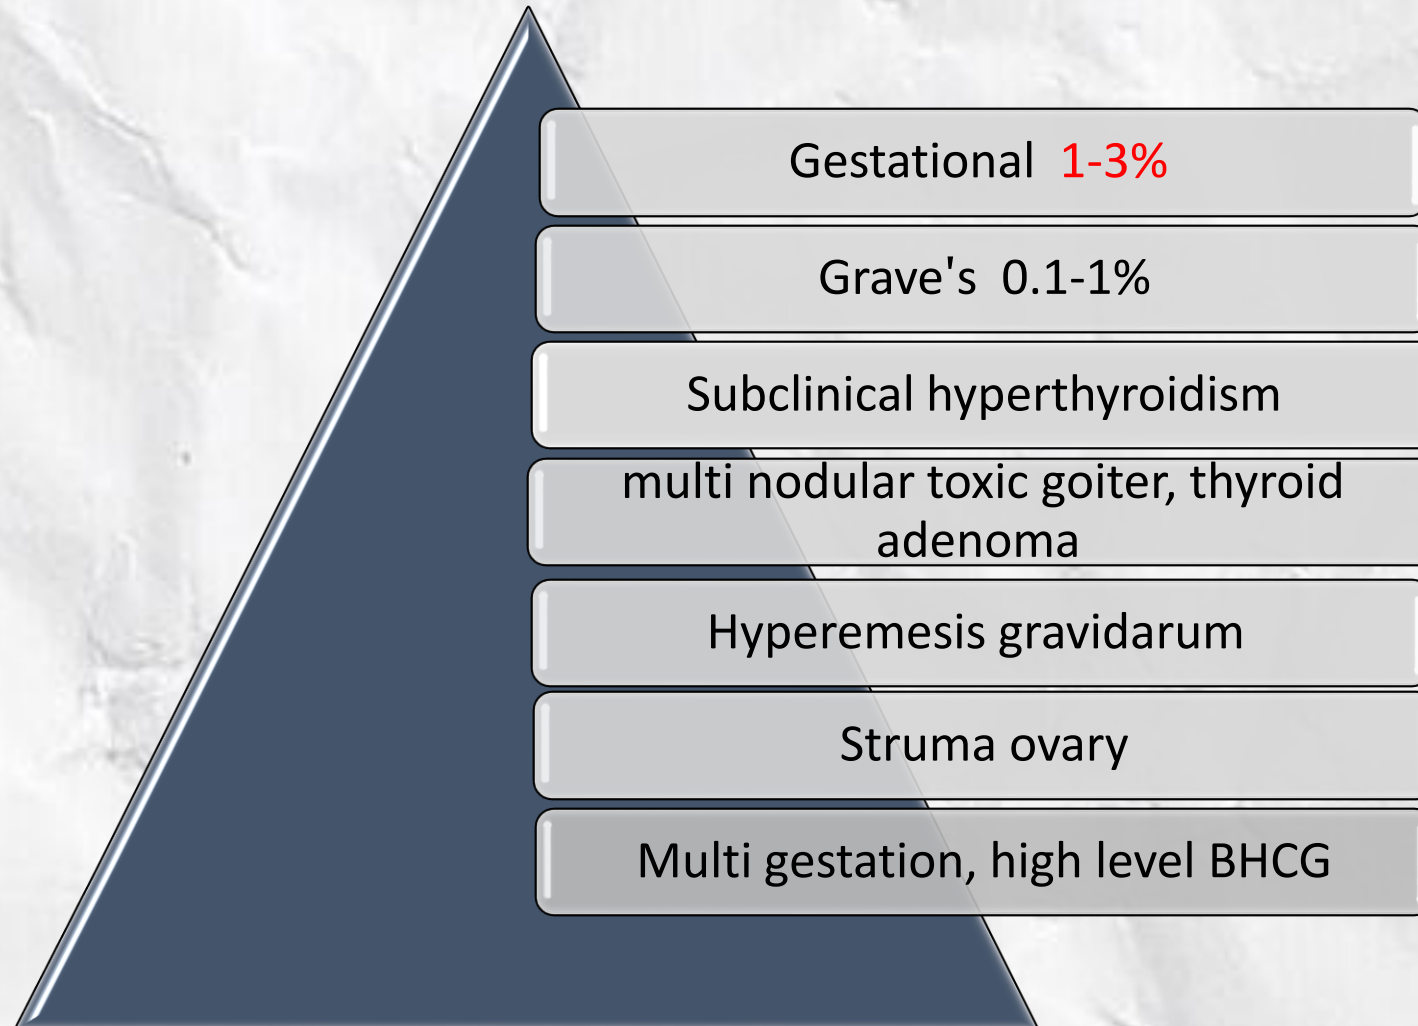 Gestational 1-3%
Grave's 0.1-1%
Subclinical hyperthyroidism
multi nodular toxic goiter, thyroid
adenoma
Hyperemesis gravidarum
Struma ovary
Multi gestation, high level BHCG